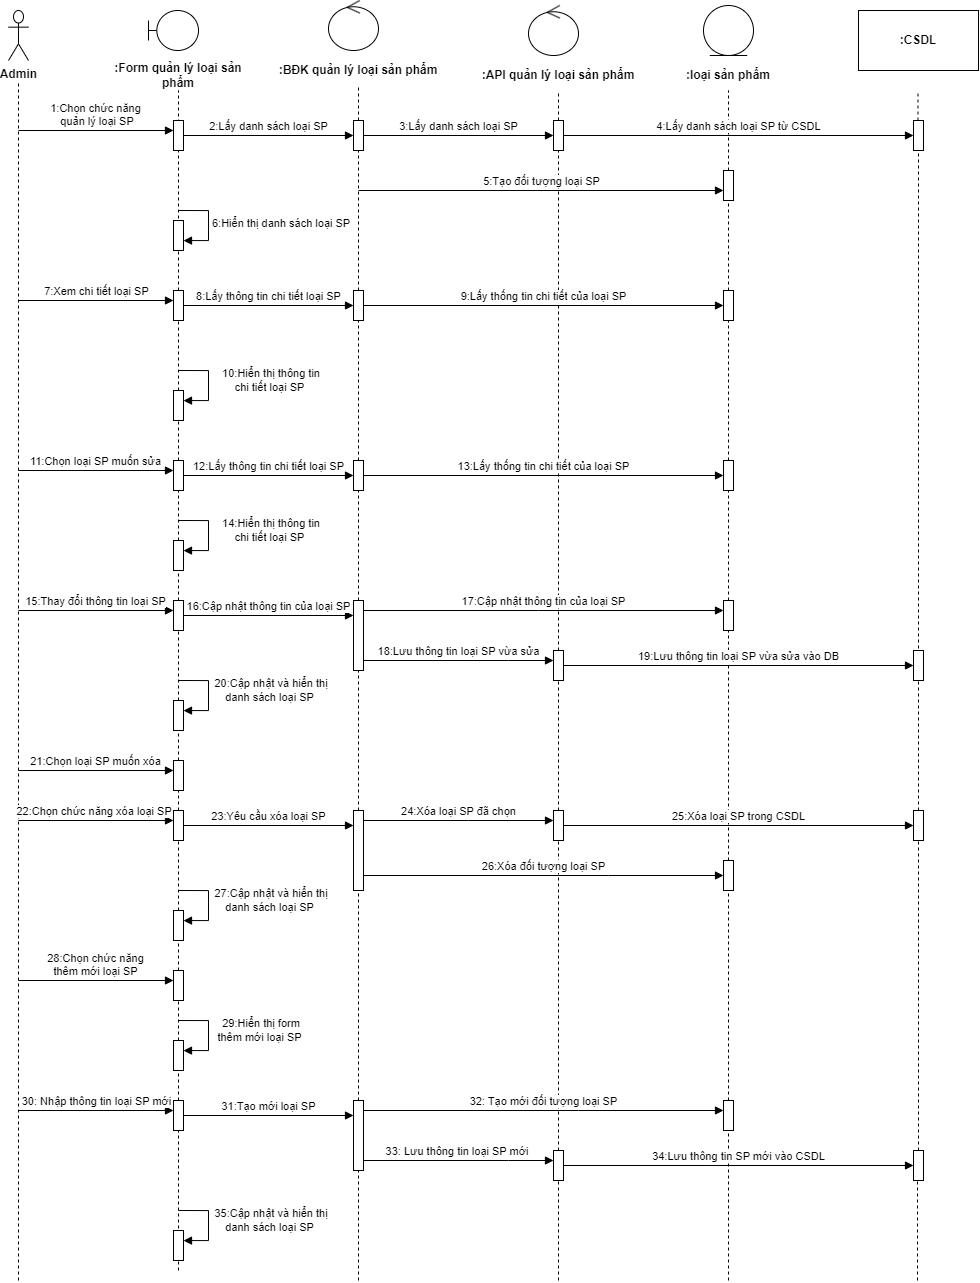 Admin
:Form quản lý loại sản
phẩm
:BĐK quản lý loại sản phẩm
:API quản lý loại sản phẩm
:loại sản phẩm
:CSDL
1:Chọn chức năng
quản lý loại SP
2:Lấy danh sách loại SP
3:Lấy danh sách loại SP
4:Lấy danh sách loại SP từ CSDL
5:Tạo đối tượng loại SP
6:Hiển thị danh sách loại SP
7:Xem chi tiết loại SP
8:Lấy thông tin chi tiết loại SP
9:Lấy thống tin chi tiết của loại SP
10:Hiển thị thông tin
chi tiết loại SP
11:Chọn loại SP muốn sửa
12:Lấy thông tin chi tiết loại SP
13:Lấy thống tin chi tiết của loại SP
14:Hiển thị thông tin
chi tiết loại SP
15:Thay đổi thông tin loại SP
16:Cập nhật thông tin của loại SP
17:Cập nhật thông tin của loại SP
18:Lưu thông tin loại SP vừa sửa
19:Lưu thông tin loại SP vừa sửa vào DB
20:Cập nhật và hiển thị
danh sách loại SP
21:Chọn loại SP muốn xóa
22:Chọn chức năng xóa loại SP
23:Yêu cầu xóa loại SP
24:Xóa loại SP đã chọn
25:Xóa loại SP trong CSDL
26:Xóa đối tượng loại SP
27:Cập nhật và hiển thị
danh sách loại SP
28:Chọn chức năng
thêm mới loại SP
29:Hiển thị form
thêm mới loại SP
30: Nhập thông tin loại SP mới
31:Tạo mới loại SP
32: Tạo mới đối tượng loại SP
33: Lưu thông tin loại SP mới
34:Lưu thông tin SP mới vào CSDL
35:Cập nhật và hiển thị
danh sách loại SP